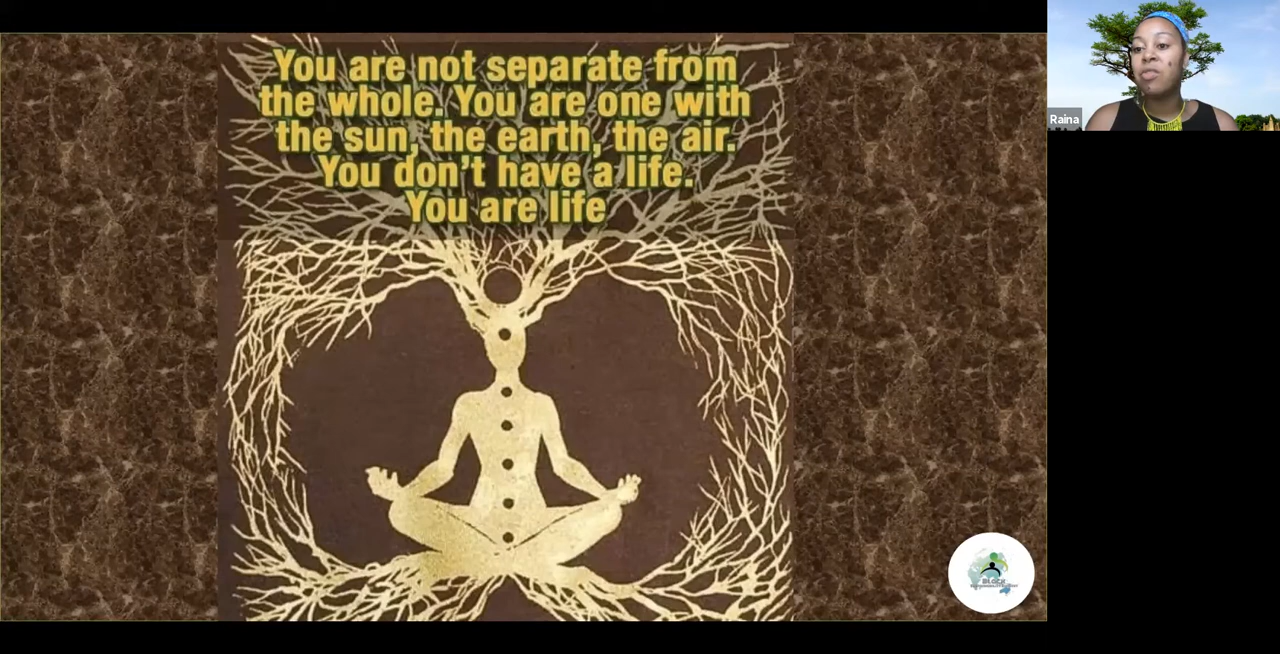 You are not separate from
the whole. You are one with
the sun, the earth, the air.
You don't have a life.
You are life
Raina